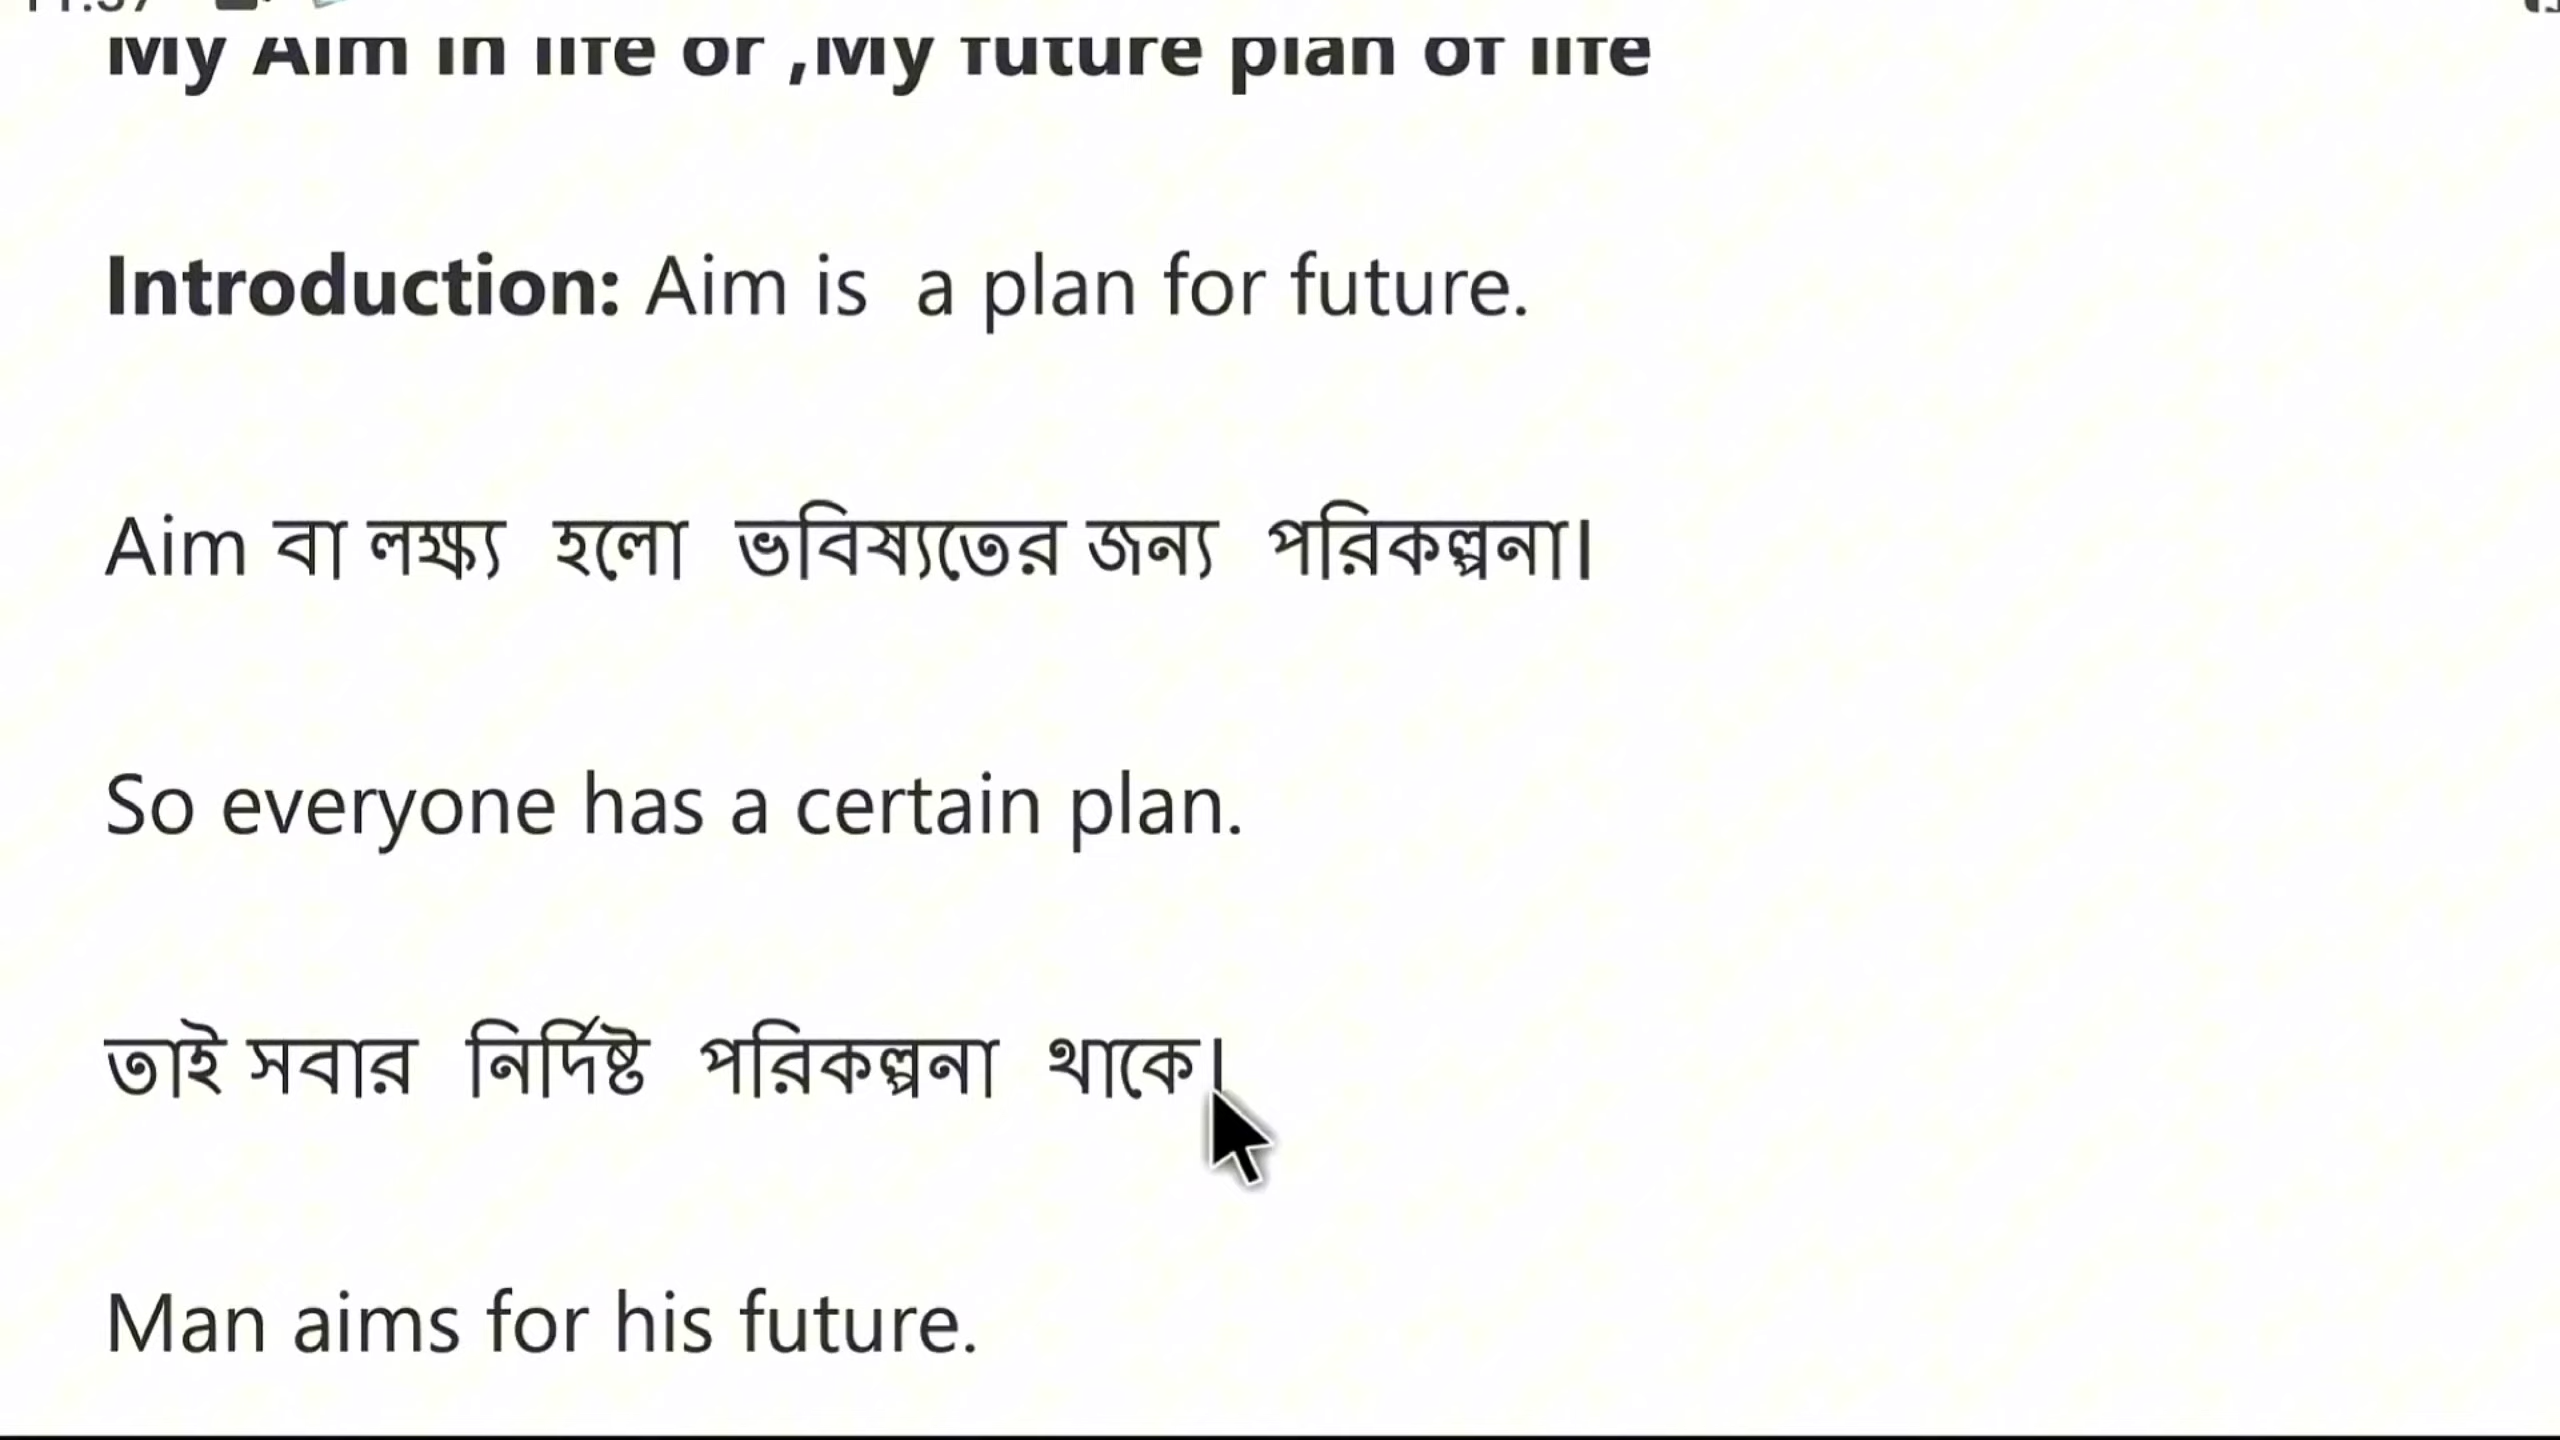 My Aim in life or ,My future plan of life
Introduction: Aim is  a plan for future.
Aim বা লক্ষ্য  হলো  ভবিষ্যতের জন্য  পরিকল্পনা।
So everyone has a certain plan.
তাই সবার  নির্দিষ্ট  পরিকল্পনা  থাকে।
Man aims for his future.